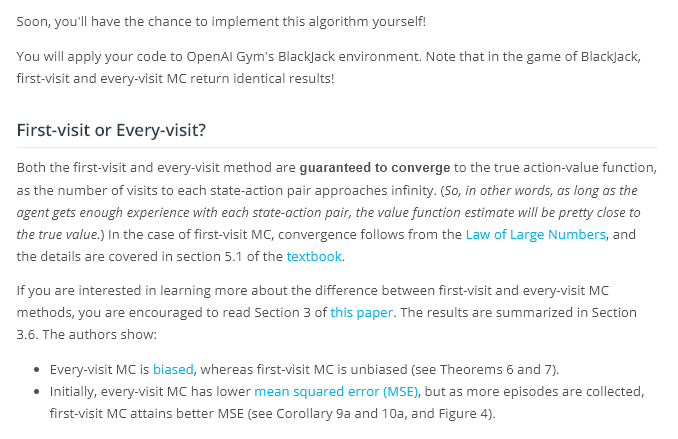 Soon, you'll have the chance to implement this algorithm yourself!
You will apply your code to OpenAI Gym's BlackJack environment. Note that in the game of BlackJack,
first-visit and every-visit MC return identical results!
First-visit or Every-visit?
Both the first-visit and every-visit method are guaranteed to converge to the true action-value function,
as the number of visits to each state-action pair approaches infinity. (So, in other words, as long as the
agent gets enough experience with each state-action pair, the value function estimate will be pretty close to
the true value.) In the case of first-visit MC, convergence follows from the Law of Large Numbers, and
the details are covered in section 5.1 of the textbook.
If you are interested in learning more about the difference between first-visit and every-visit MC
methods, you are encouraged to read Section 3 of this paper. The results are summarized in Section
3.6. The authors show:
• Every-visit MC is biased, whereas first-visit MC is unbiased (see Theorems 6 and 7).
• Initially, every-visit MC has lower mean squared error (MSE), but as more episodes are collected,
first-visit MC attains better MSE (see Corollary 9a and 10a, and Figure 4).